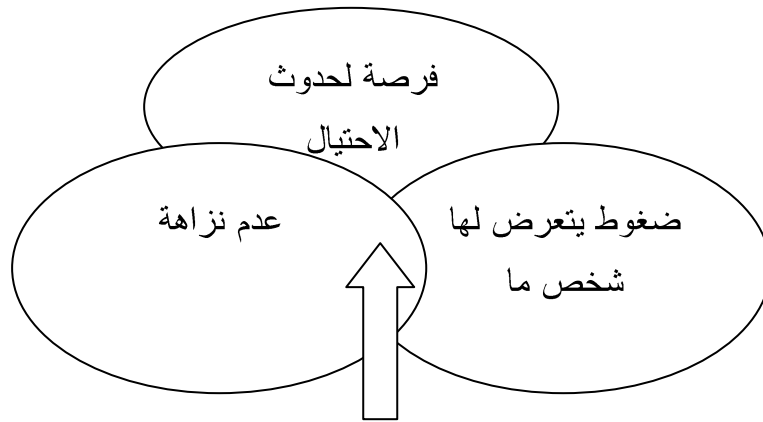 فرصة لحدوث
الاحتيال
عدم نزاهة
ضغوط يتعرض لها
شخص ما